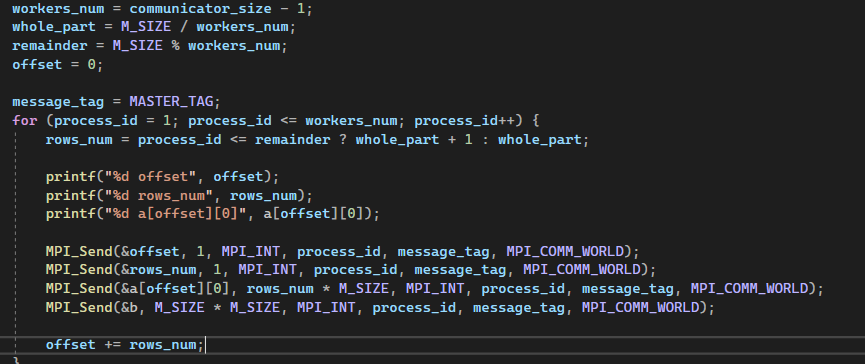 workers_num = communicator_size - 1;
whole_part = M_SIZE / workers_num;
remainder = M_SIZE % workers_num;
offset = 0;
message_tag = MASTER_TAG;
for (process_id = 1; process_id <= workers_num; process_id++) {
rows_num = process_id <= remainder ? whole_part + 1 : whole_part;
printf("%d offset", offset);
printf("%d rows_num", rows_num);
printf("%d a[offset][0]", a[offset][0]);
MPI_Send(&offset, 1, MPI_INT, process_id, message_tag, MPI_COMM_WORLD);
MPI_Send(&rows_num, 1, MPI_INT, process_id, message_tag, MPI_COMM_WORLD);
MPI_Send(&a[offset][0], rows_num * M_SIZE, MPI_INT, process_id, message_tag, MPI_COMM_WORLD);
MPI_Send(&b, M_SIZE * M_SIZE, MPI_INT, process_id, message_tag, MPI_COMM_WORLD);
offset += rows_num;
}